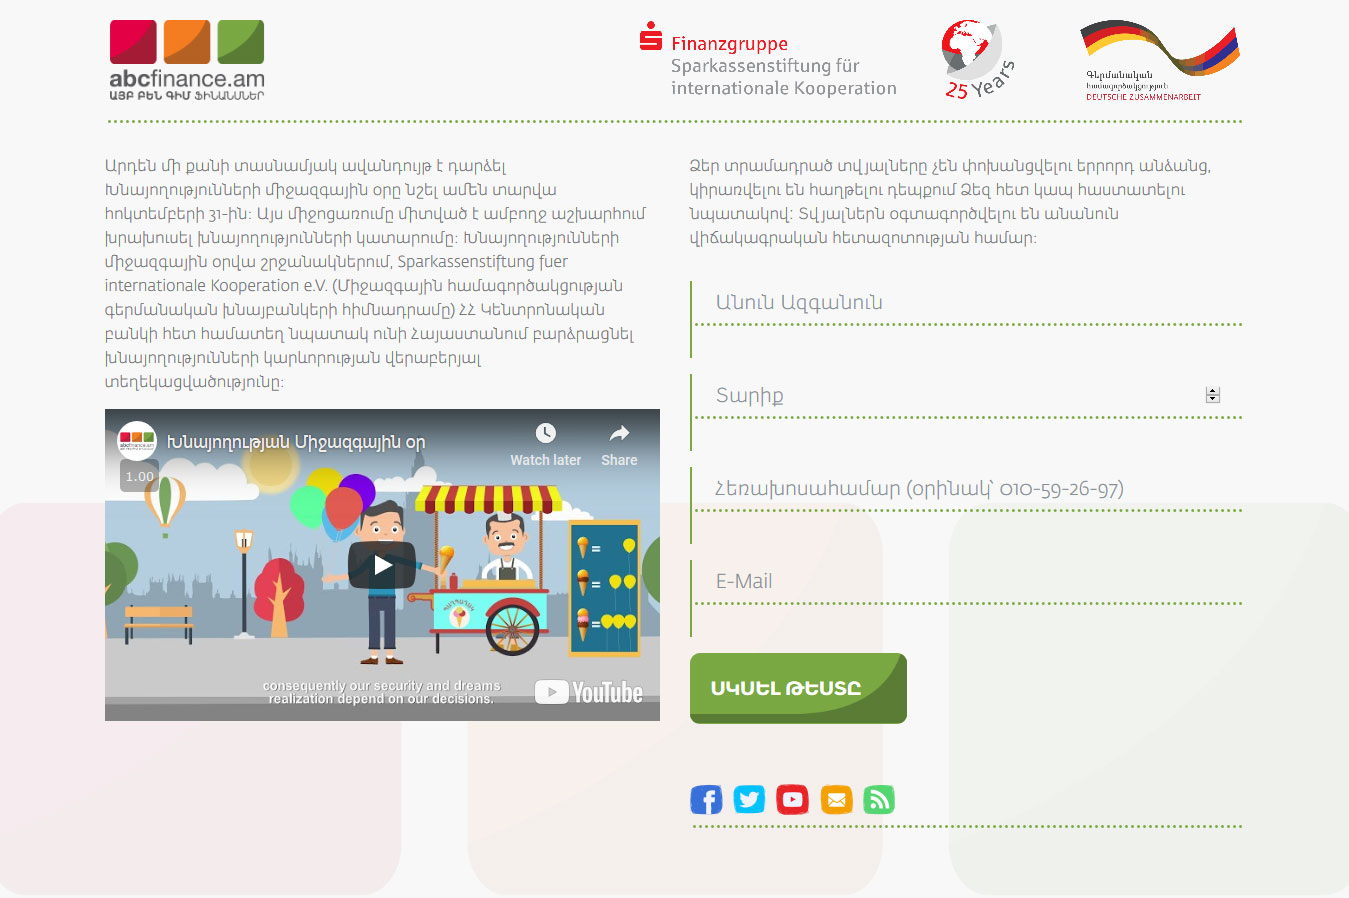 abcfinance.am
ԱՅԲ ԲԵՆ ԳԻՄ ՖԻՆԱՆՍՆԵՐ
Finanzgruppe
Sparkassenstiftung für
internationale Kooperation
25 Years
Գերմանական
համագործակցություն
DEUTSCHE ZUSAMMENARBEIT
Արդեն մի քանի տասնամյակ ավանդույթ է դարձել
Խնայողությունների միջազգային օրը նշել ամեն տարվա
հոկտեմբերի 31-ին: Այս միջոցառումը միտված է ամբողջ աշխարհում
խրախուսել խնայողությունների կատարումը: Խնայողությունների
միջազգային օրվա շրջանակներում, Sparkassenstiftung fuer
internationale Kooperation e.V. (Միջազգային համագործակցության
գերմանական խնայբանկերի հիմնադրամը) ՀՀ Կենտրոնական
բանկի հետ համատեղ նպատակ ունի Հայաստանում բարձրացնել
խնայողությունների կարևորության վերաբերյալ
տեղեկացվածությունը:
abcfinance.am
Խնայողության Միջազգային օր
Watch later
Share
1.00
=
=
=
consequently our security and dreams
realization depend on our decisions.
YouTube
Ձեր տրամադրած տվյալները չեն փոխանցվելու երրորդ անձանց,
կիրառվելու են հաղթելու դեպքում Ձեզ հետ կապ հաստատելու
նպատակով: Տվյալներն օգտագործվելու են անանուն
վիճակագրական հետազոտության համար:
Անուն Ազգանուն
Տարիք
Հեռախոսահամար (օրինակ՝ 010-59-26-97)
E-Mail
ՍԿՍԵԼ ԹԵՍՏԸ